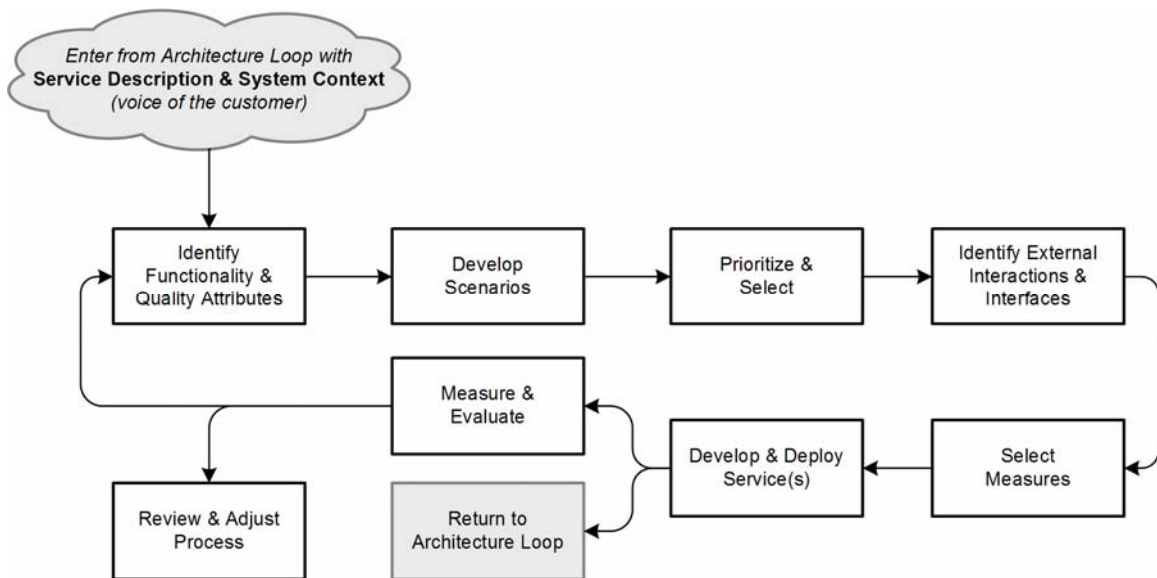 Enter from Architecture Loop with
Service Description & System Context
(voice of the customer)
Identify
Functionality &
Quality Attributes
Develop
Scenarios
Prioritize &
Select
Identify External
Interactions &
Interfaces
Measure &
Evaluate
Develop & Deploy
Service(s)
Select
Measures
Review & Adjust
Process
Return to
Architecture Loop